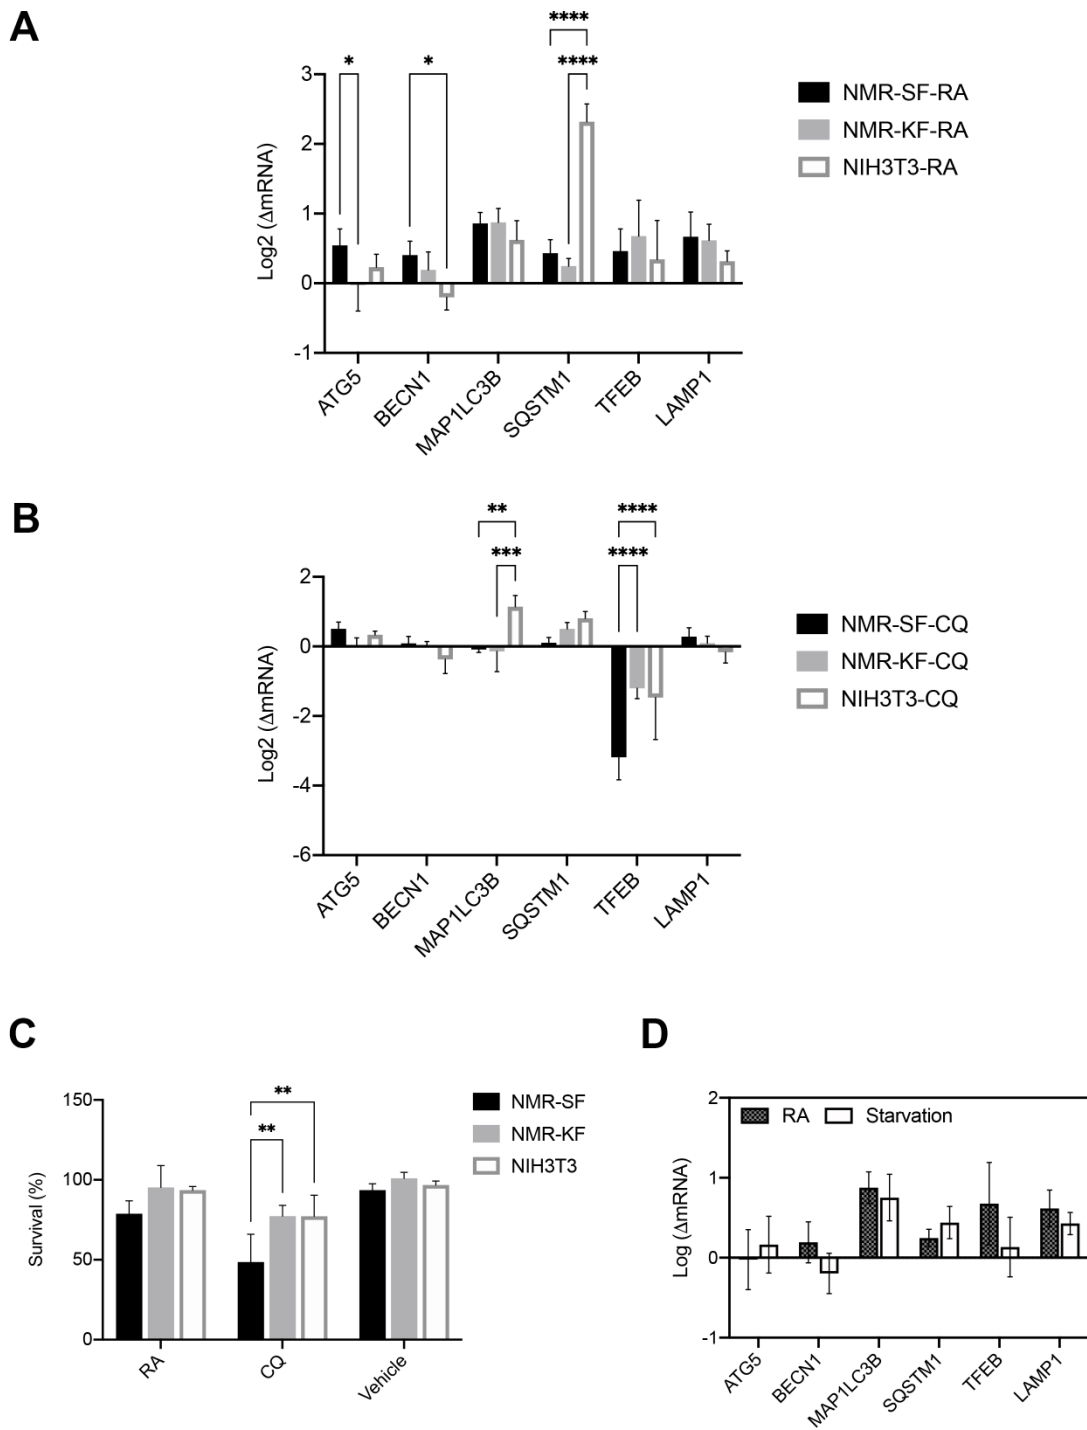 A
****
* * ****
3
2
1
0
-1
Log2 (ΔmRNA)
ATG5 BECN1 MAP1LC3B SQSTM1 TFEB LAMP1
NMR-SF-RA
NMR-KF-RA
NIH3T3-RA
B
** ****
*** ****
2
0
-2
-4
-6
Log2 (ΔmRNA)
ATG5 BECN1 MAP1LC3B SQSTM1 TFEB LAMP1
NMR-SF-CQ
NMR-KF-CQ
NIH3T3-CQ
C
**
**
150
100
50
0
Survival (%)
RA CQ Vehicle
NMR-SF
NMR-KF
NIH3T3
D
RA Starvation
2
1
0
-1
Log (ΔmRNA)
ATG5 BECN1 MAP1LC3B SQSTM1 TFEB LAMP1